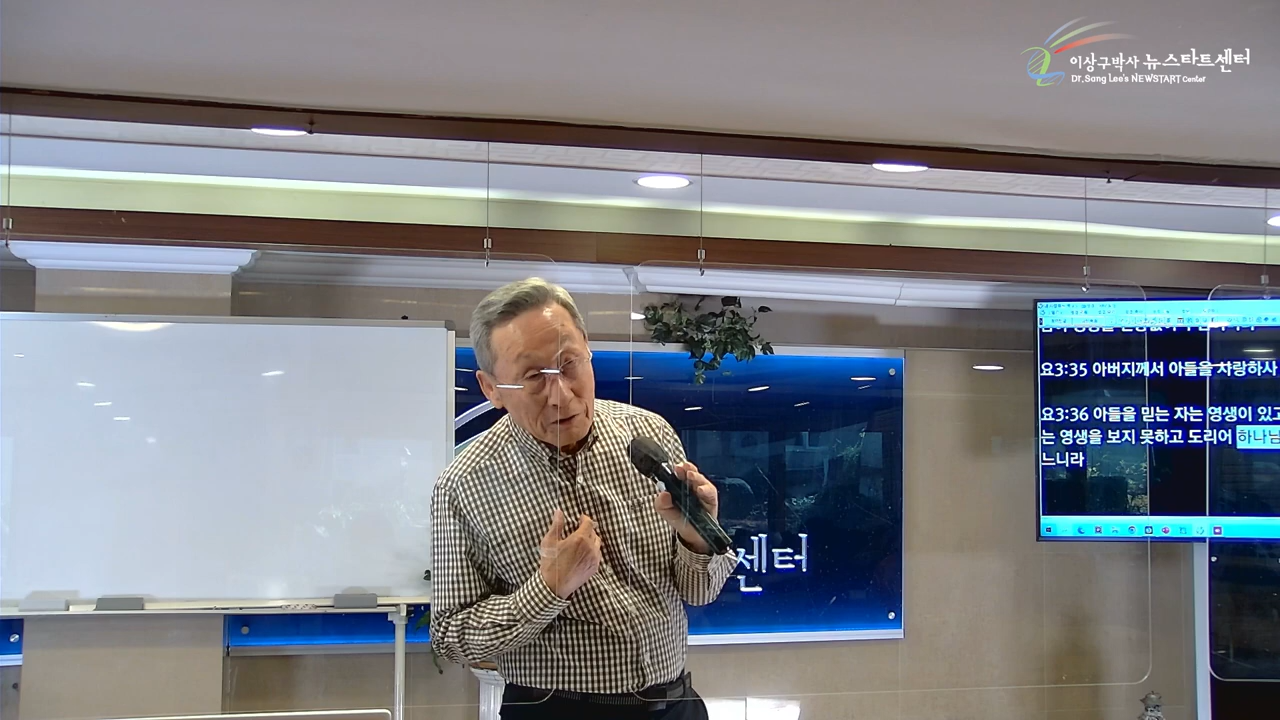 이상구박사 뉴스타트센터
Dr. Sang Lee's NEWSTART Center
요3:35 아버지께서 아들을 사랑하사
요3:36 아들을 믿는 자는 영생이 있고
는 영생을 보지 못하고 도리어 하나님
느니라
센터